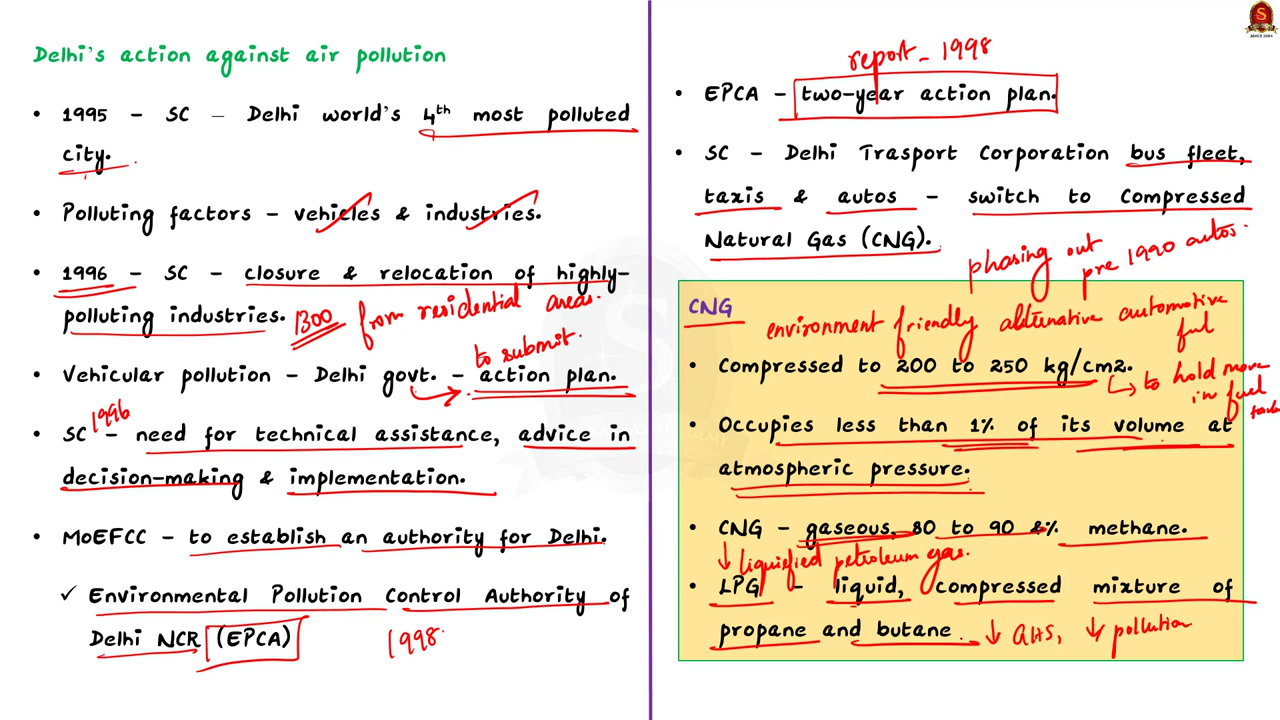 Delhi's action against air pollution
• 1995 - SC – Delhi world's 4th most polluted
city.
• Polluting factors - vehicles & industries.
• 1996 - SC - closure & relocation of highly-
polluting industries. 1300 from residential areas.
to submit.
• Vehicular pollution - Delhi govt. - action plan.
1996
• SC - need for technical assistance, advice in
decision-making & implementation.
• MoEFCC - to establish an authority for Delhi.
✓ Environmental Pollution Control Authority of
Delhi NCR (EPCA) 1998
report - 1998
• EPCA - two-year action plan.
• SC - Delhi Trasport Corporation bus fleet,
taxis & autos - switch to Compressed
Natural Gas (CNG).
phasing out
pre 1990 autos.
CNG
environment friendly alternative automotive
fuel
• Compressed to 200 to 250 kg/cm2.
to hold more
in fuel
• Occupies less than 1% of its volume at
atmospheric pressure.
• CNG - gaseous, 80 to 90 % methane.
↓ liquified petroleum gas.
• LPG - liquid, compressed mixture of
propane and butane. ↓ GHS, ↓ pollution
S
SINCE 2004